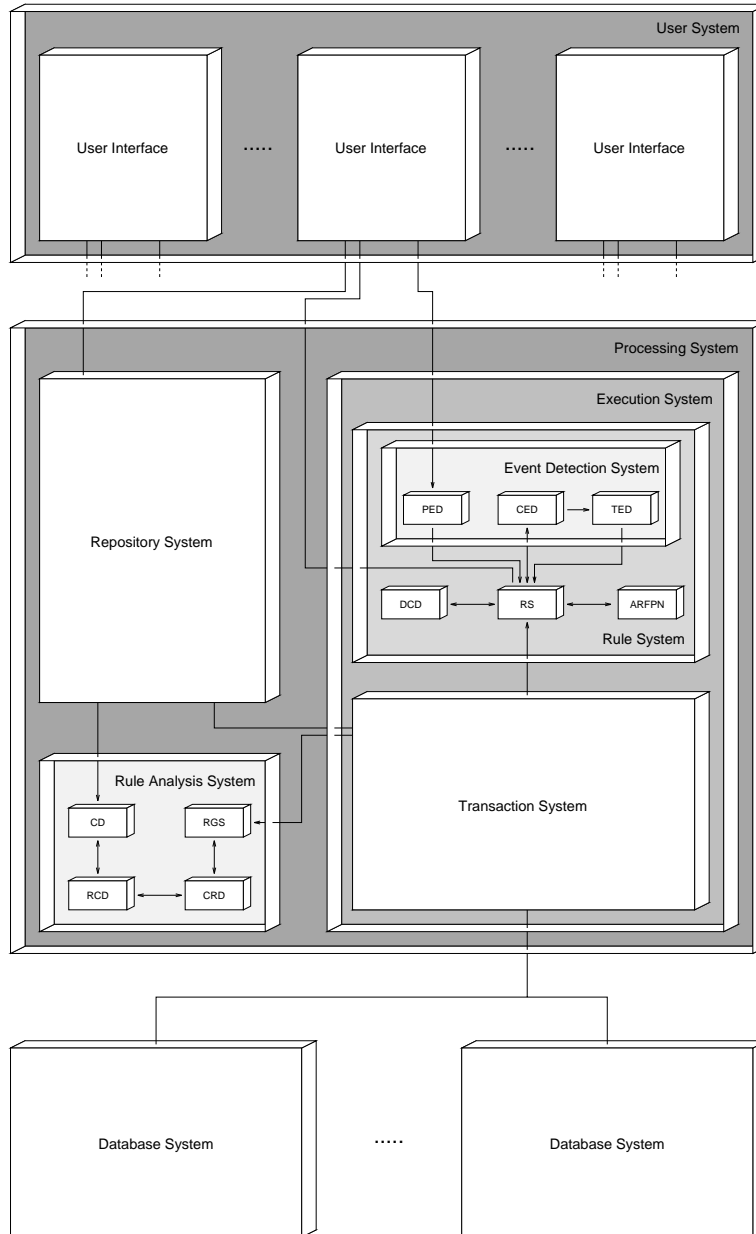 User System
User Interface
.....
User Interface
.....
User Interface
Processing System
Execution System
Event Detection System
PED
CED
TED
Repository System
DCD
RS
ARFPN
Rule System
Rule Analysis System
Transaction System
CD
RGS
RCD
CRD
Database System
.....
Database System